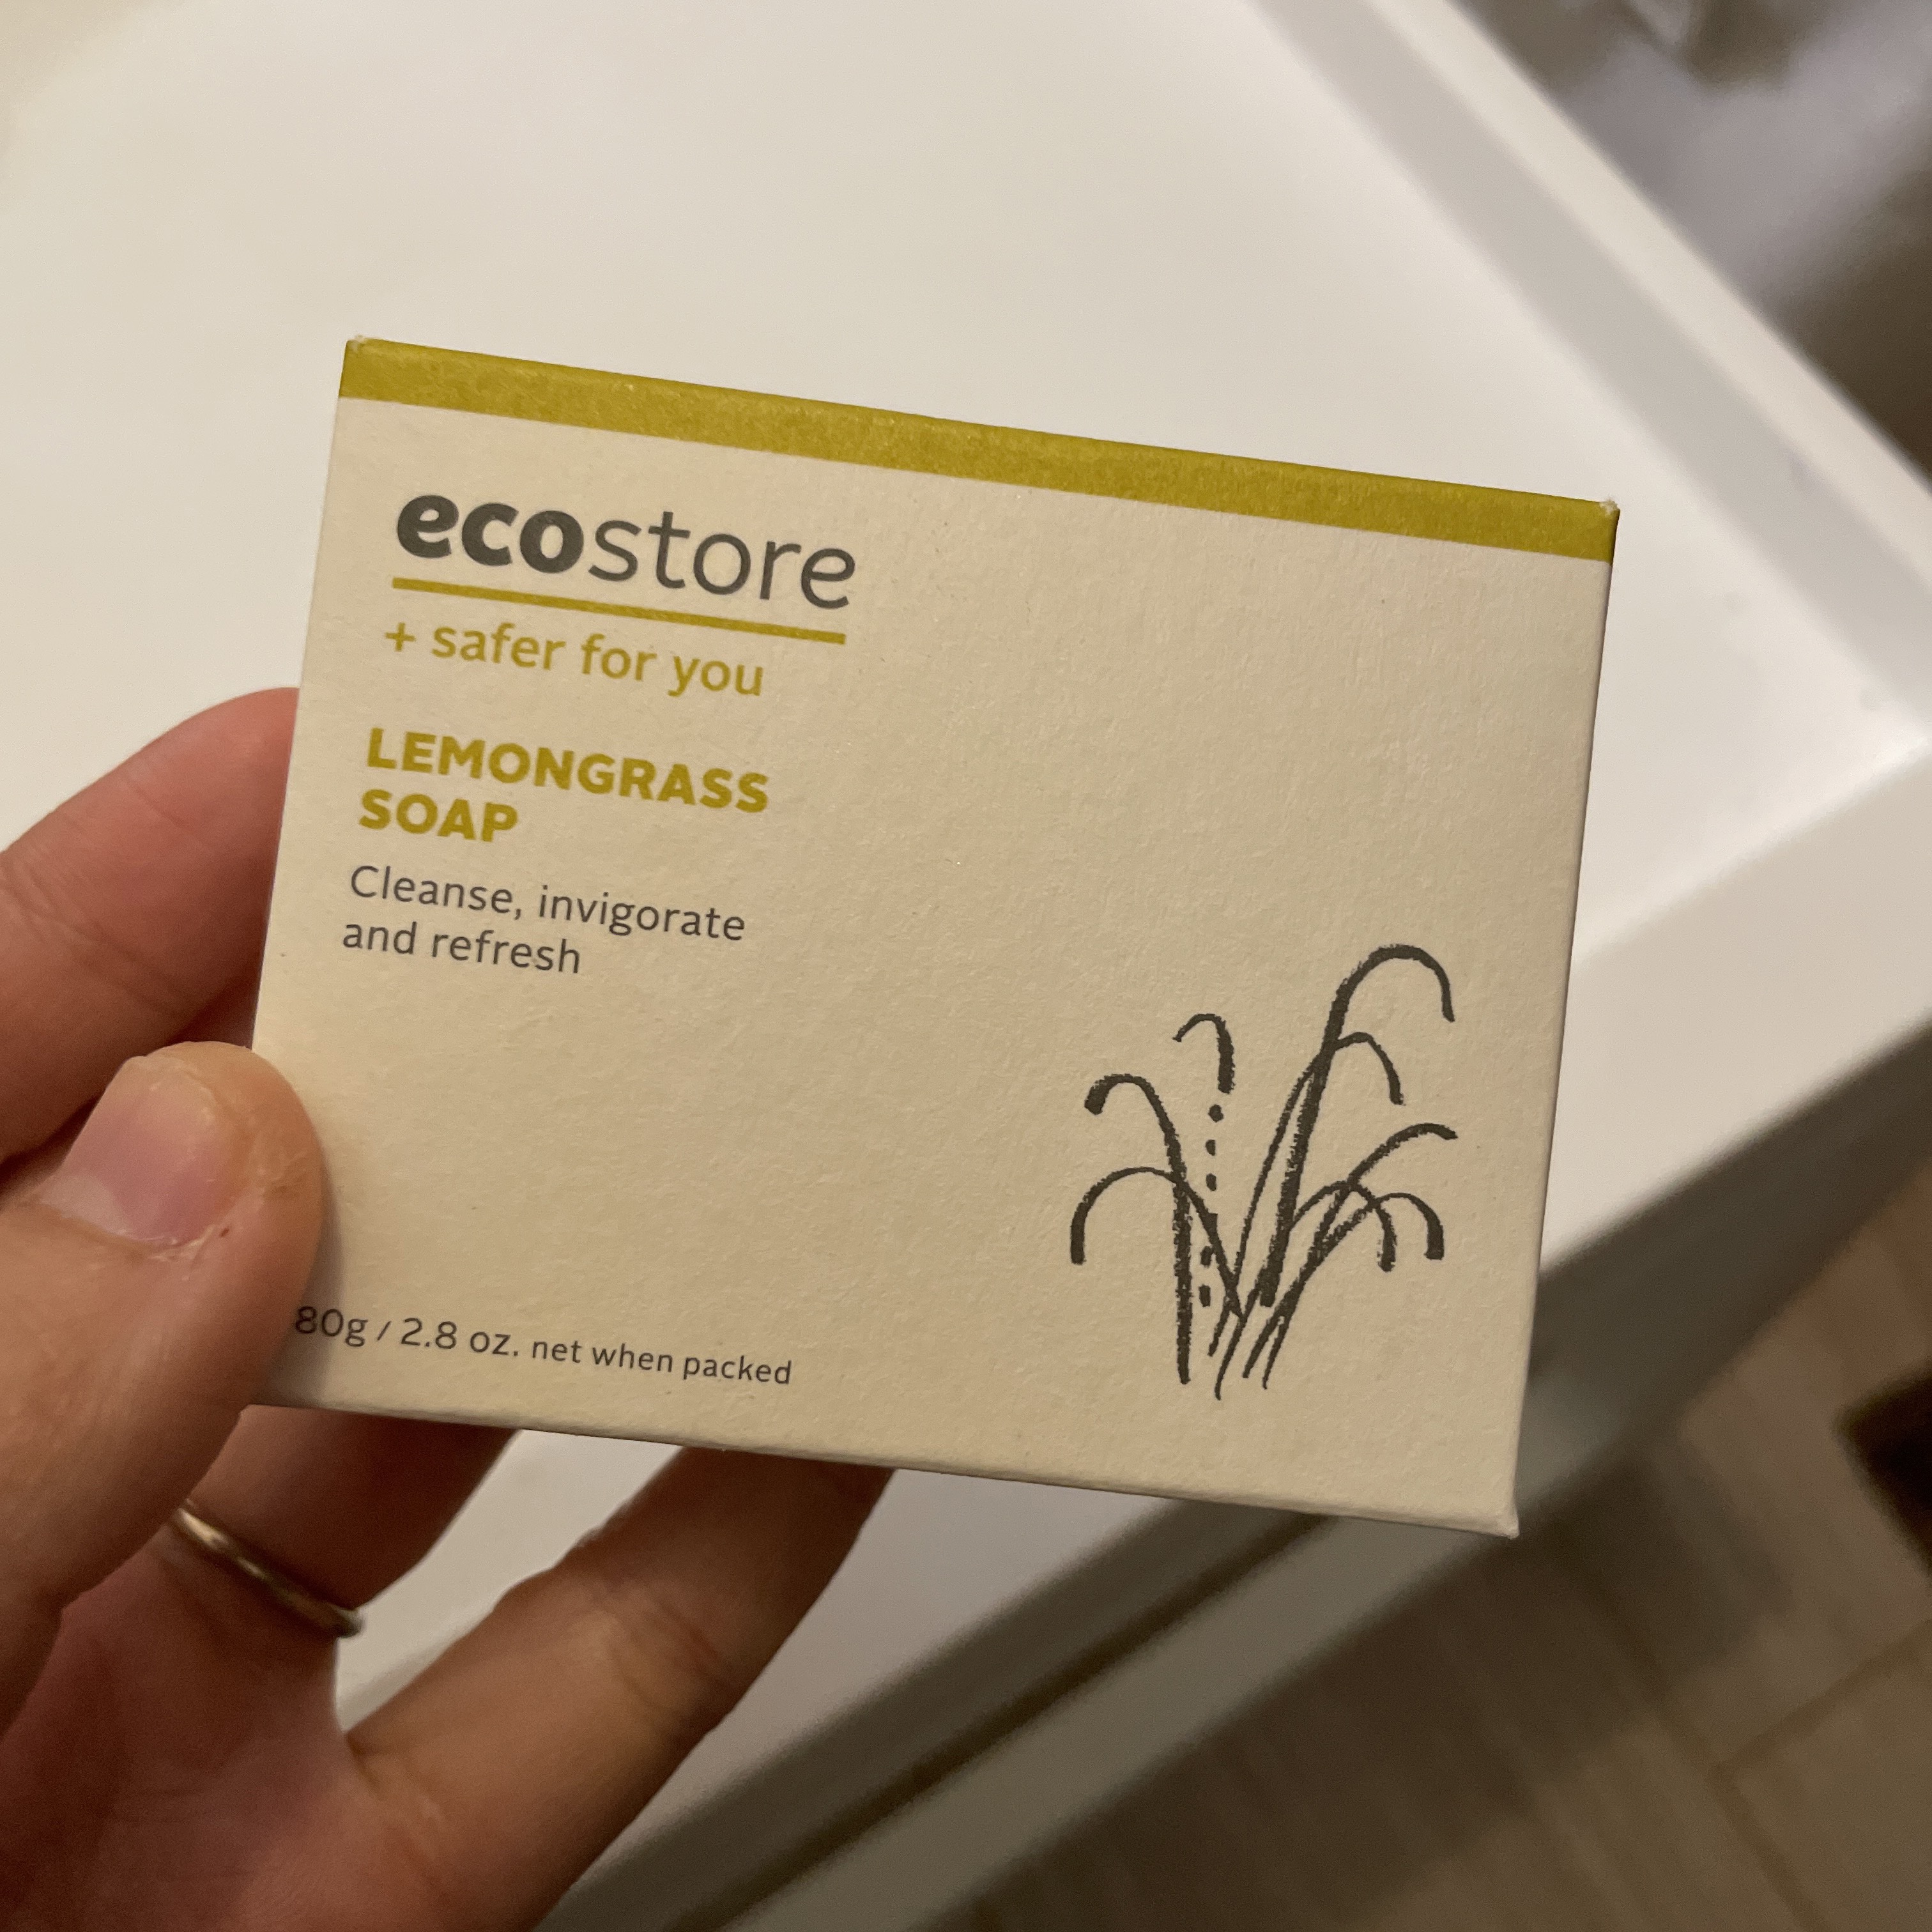 ecostore
+ safer for you
LEMONGRASS
SOAP
Cleanse, invigorate
and refresh
80g / 2.8 oz. net when packed